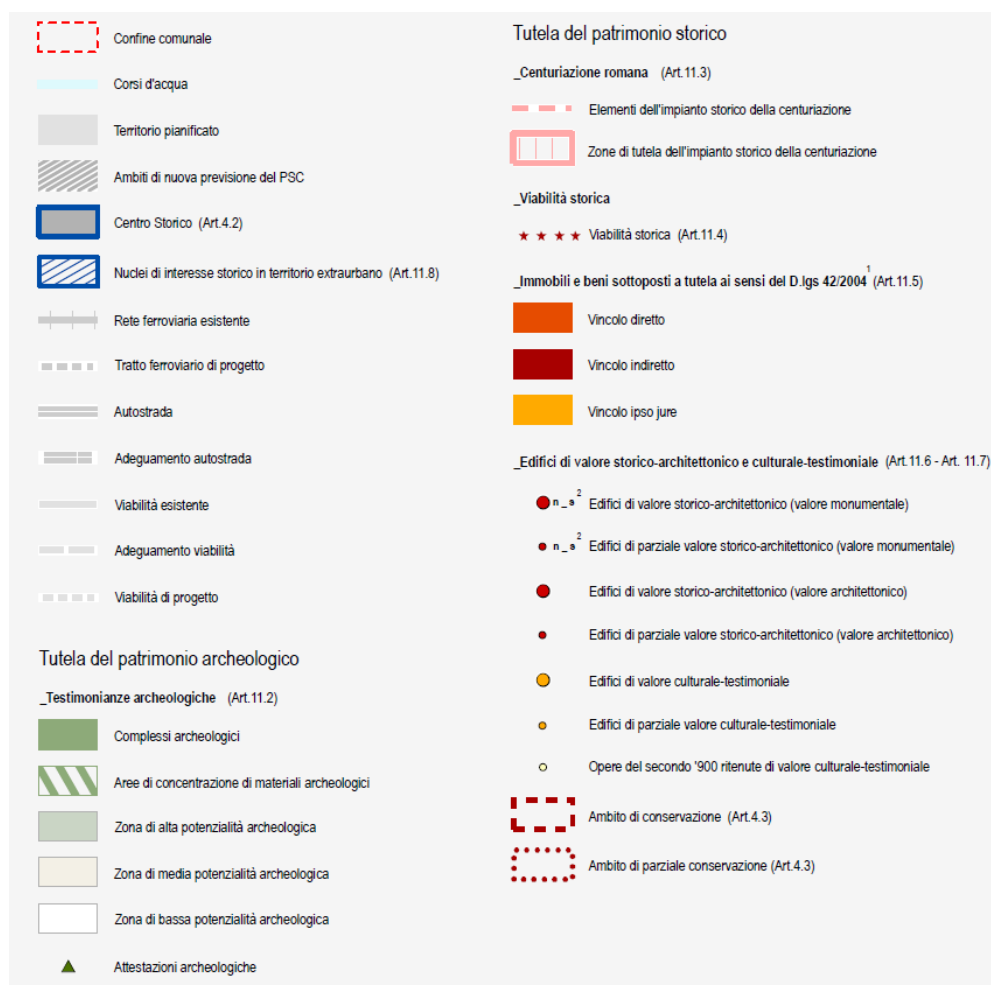 Confine comunale
Corsi d'acqua
Territorio pianificato
Ambiti di nuova previsione del PSC
Centro Storico (Art.4.2)
Nuclei di interesse storico in territorio extraurbano (Art.11.8)
Rete ferroviaria esistente
Tratto ferroviario di progetto
Autostrada
Adeguamento autostrada
Viabilità esistente
Adeguamento viabilità
Viabilità di progetto
Tutela del patrimonio archeologico
_Testimonianze archeologiche (Art.11.2)
Complessi archeologici
Aree di concentrazione di materiali archeologici
Zona di alta potenzialità archeologica
Zona di media potenzialità archeologica
Zona di bassa potenzialità archeologica
Attestazioni archeologiche
Tutela del patrimonio storico
_Centuriazione romana (Art.11.3)
Elementi dell'impianto storico della centuriazione
Zone di tutela dell'impianto storico della centuriazione
_Viabilità storica
Viabilità storica (Art.11.4)
_Immobili e beni sottoposti a tutela ai sensi del D.lgs 42/2004¹ (Art.11.5)
Vincolo diretto
Vincolo indiretto
Vincolo ipso jure
_Edifici di valore storico-architettonico e culturale-testimoniale (Art.11.6 - Art. 11.7)
n_s² Edifici di valore storico-architettonico (valore monumentale)
n_s² Edifici di parziale valore storico-architettonico (valore monumentale)
Edifici di valore storico-architettonico (valore architettonico)
Edifici di parziale valore storico-architettonico (valore architettonico)
Edifici di valore culturale-testimoniale
Edifici di parziale valore culturale-testimoniale
Opere del secondo '900 ritenute di valore culturale-testimoniale
Ambito di conservazione (Art.4.3)
Ambito di parziale conservazione (Art.4.3)